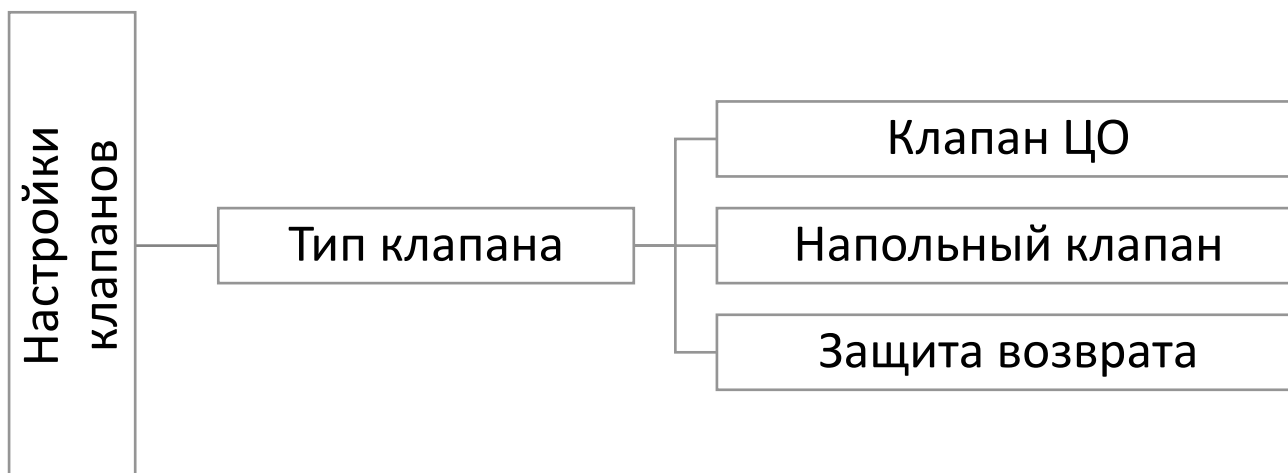 Настройки
клапанов
Тип клапана
Клапан ЦО
Напольный клапан
Защита возврата